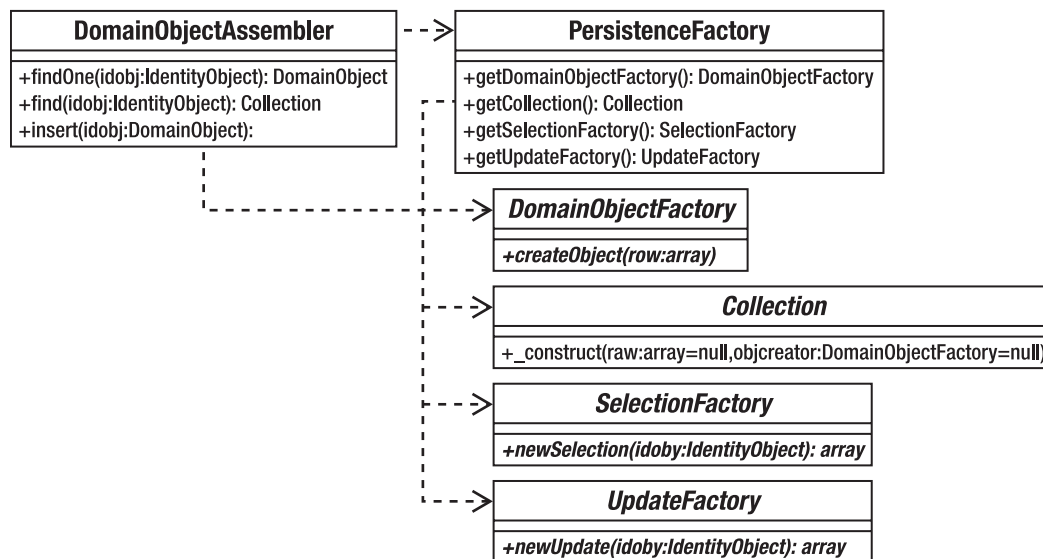 DomainObjectAssembler
+findOne(idobj:IdentityObject): DomainObject
+find(idobj:IdentityObject): Collection
+insert(idobj:DomainObject):
PersistenceFactory
+getDomainObjectFactory(): DomainObjectFactory
+getCollection(): Collection
+getSelectionFactory(): SelectionFactory
+getUpdateFactory(): UpdateFactory
DomainObjectFactory
+createObject(row:array)
Collection
+_construct(raw:array=null,objcreator:DomainObjectFactory=null)
SelectionFactory
+newSelection(idoby:IdentityObject): array
UpdateFactory
+newUpdate(idoby:IdentityObject): array